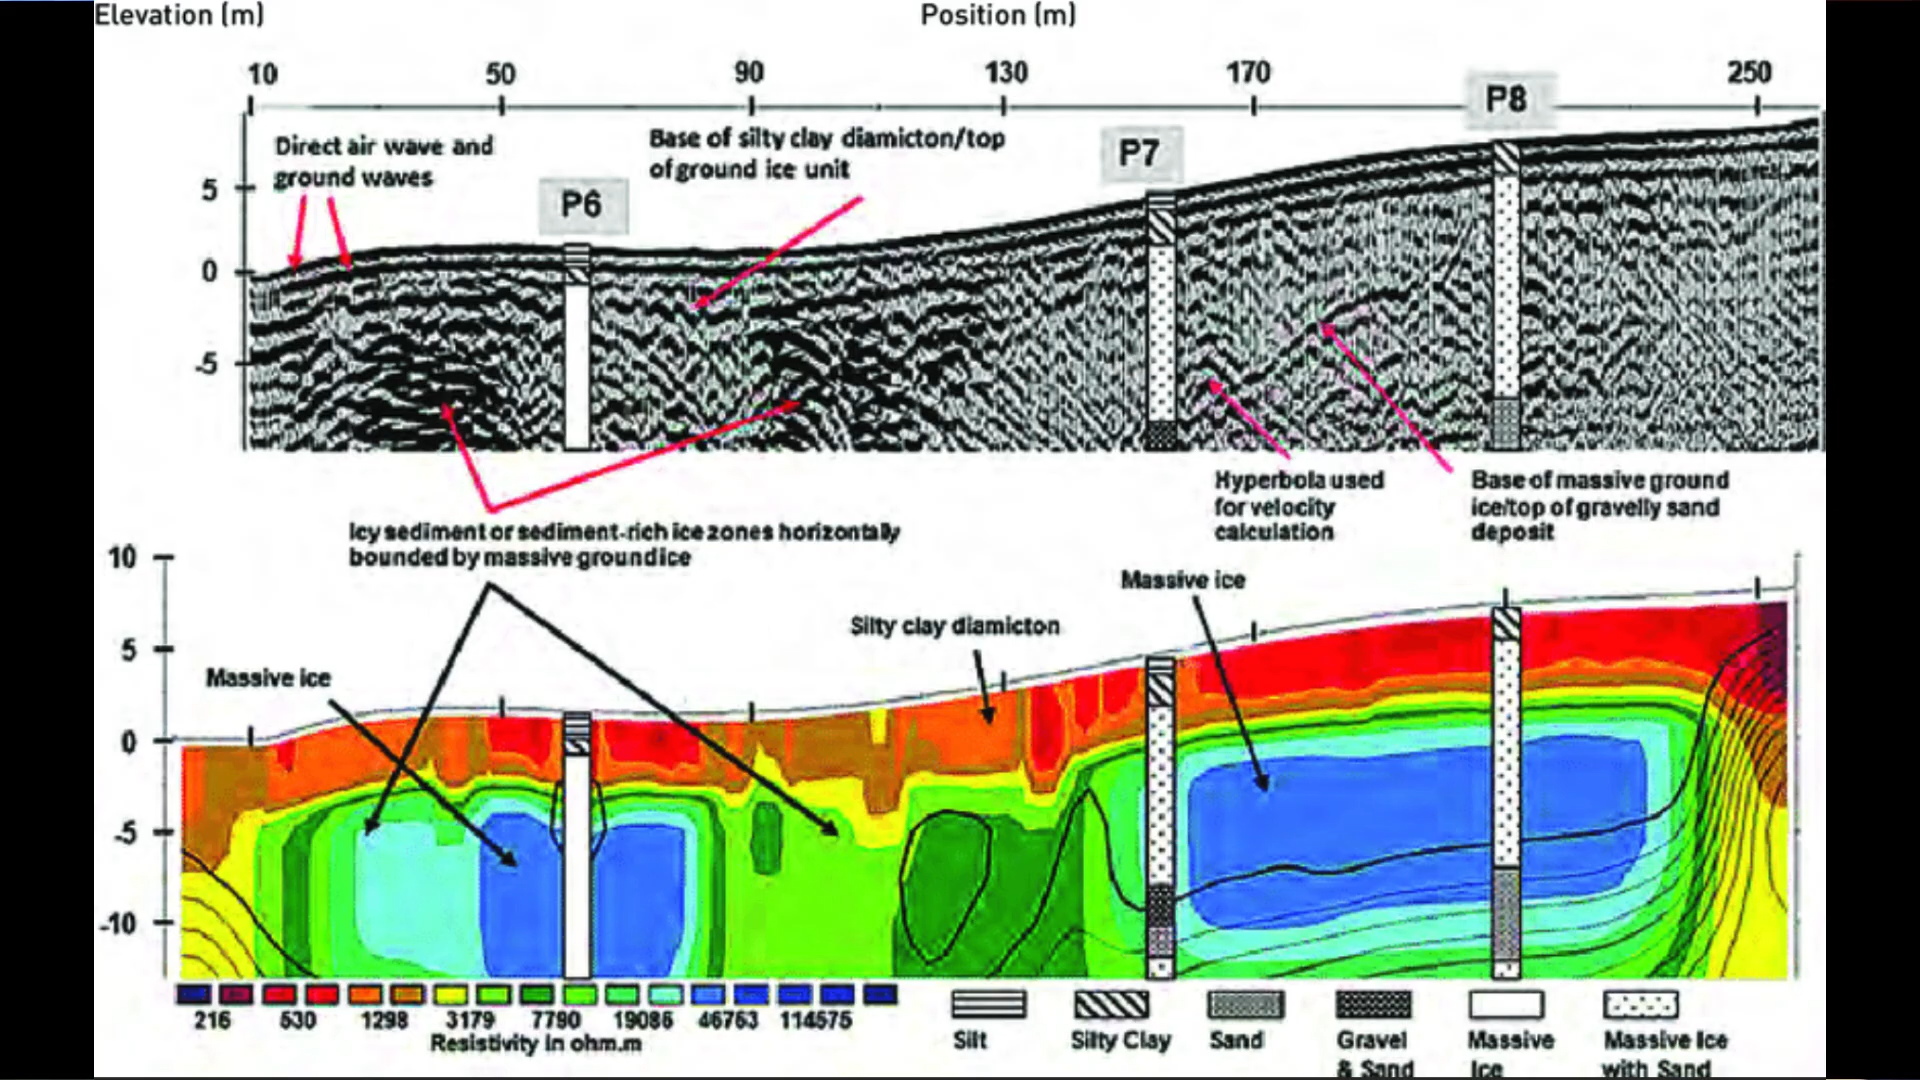 Elevation (m)
Position (m)
10 50 90 130 170 250
P8
Direct air wave and
ground waves
Base of silty clay diamicton/top
of ground ice unit
P7
P6
5
0
-5
Hyperbola used
for velocity
calculation
Base of massive ground
ice/top of gravelly sand
deposit
Icy sediment or sediment-rich ice zones horizontally
bounded by massive ground ice
10
Massive ice
Silty clay diamicton
5
Massive ice
0
-5
-10
216 630 1298 3179 7790 19086 46763 114575
Resistivity in ohm.m
Silt
Silty Clay
Sand
Gravel
& Sand
Massive
Ice
Massive Ice
with Sand